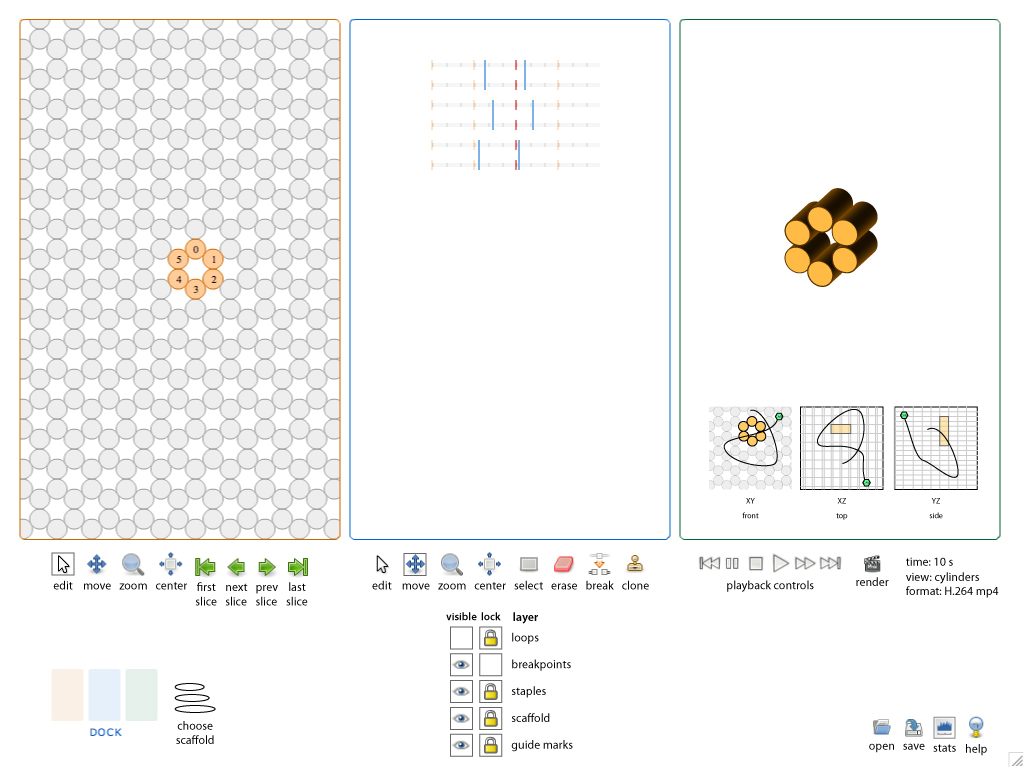 0
5 1
4 2
3
XY XZ YZ
front top side
edit move zoom center first slice next slice prev slice last slice
edit move zoom center select erase break clone
playback controls
render
time: 10 s
view: cylinders
format: H.264 mp4
visible lock layer
loops
breakpoints
staples
scaffold
guide marks
DOCK
choose
scaffold
open save stats help